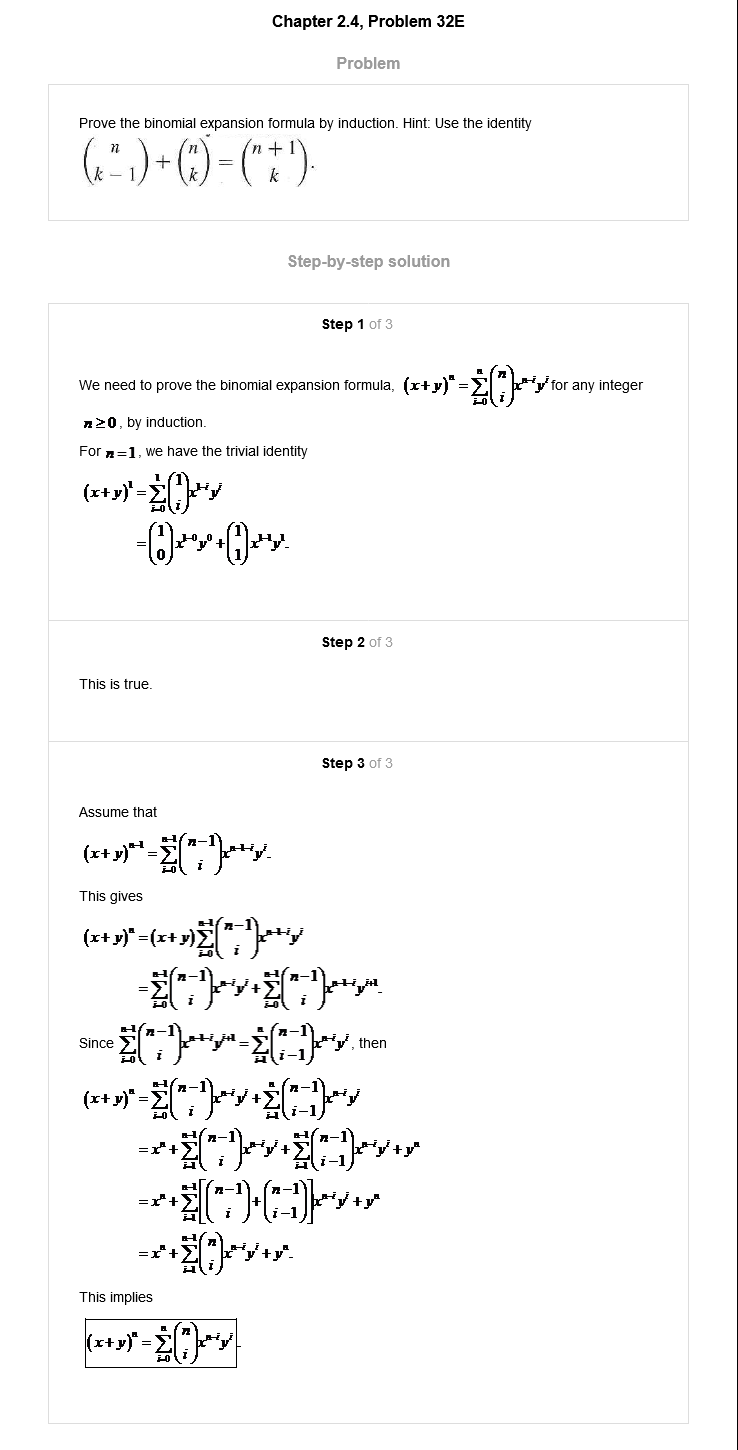 Chapter 2.4, Problem 32E
Problem
Prove the binomial expansion formula by induction. Hint: Use the identity
\binom{n}{k-1} + \binom{n}{k} = \binom{n+1}{k}.
Step-by-step solution
Step 1 of 3
We need to prove the binomial expansion formula, (x+y)^n = \sum_{i=0}^{n} \binom{n}{i} x^{n-i} y^i for any integer
n ≥ 0, by induction.
For n = 1, we have the trivial identity
(x+y)^1 = \sum_{i=0}^{1} \binom{1}{i} x^{1-i} y^i
= \binom{1}{0} x^{1-0} y^0 + \binom{1}{1} x^{1-1} y^1.
Step 2 of 3
This is true.
Step 3 of 3
Assume that
(x+y)^{n-1} = \sum_{i=0}^{n-1} \binom{n-1}{i} x^{n-1-i} y^i.
This gives
(x+y)^n = (x+y) \sum_{i=0}^{n-1} \binom{n-1}{i} x^{n-1-i} y^i
= \sum_{i=0}^{n-1} \binom{n-1}{i} x^{n-i} y^i + \sum_{i=0}^{n-1} \binom{n-1}{i} x^{n-1-i} y^{i+1}.
Since \sum_{i=0}^{n-1} \binom{n-1}{i} x^{n-1-i} y^{i+1} = \sum_{i=1}^{n} \binom{n-1}{i-1} x^{n-i} y^i, then
(x+y)^n = \sum_{i=0}^{n-1} \binom{n-1}{i} x^{n-i} y^i + \sum_{i=1}^{n} \binom{n-1}{i-1} x^{n-i} y^i
= x^n + \sum_{i=1}^{n-1} \binom{n-1}{i} x^{n-i} y^i + \sum_{i=1}^{n-1} \binom{n-1}{i-1} x^{n-i} y^i + y^n
= x^n + \sum_{i=1}^{n-1} \left[ \binom{n-1}{i} + \binom{n-1}{i-1} \right] x^{n-i} y^i + y^n
= x^n + \sum_{i=1}^{n-1} \binom{n}{i} x^{n-i} y^i + y^n.
This implies
(x+y)^n = \sum_{i=0}^{n} \binom{n}{i} x^{n-i} y^i.